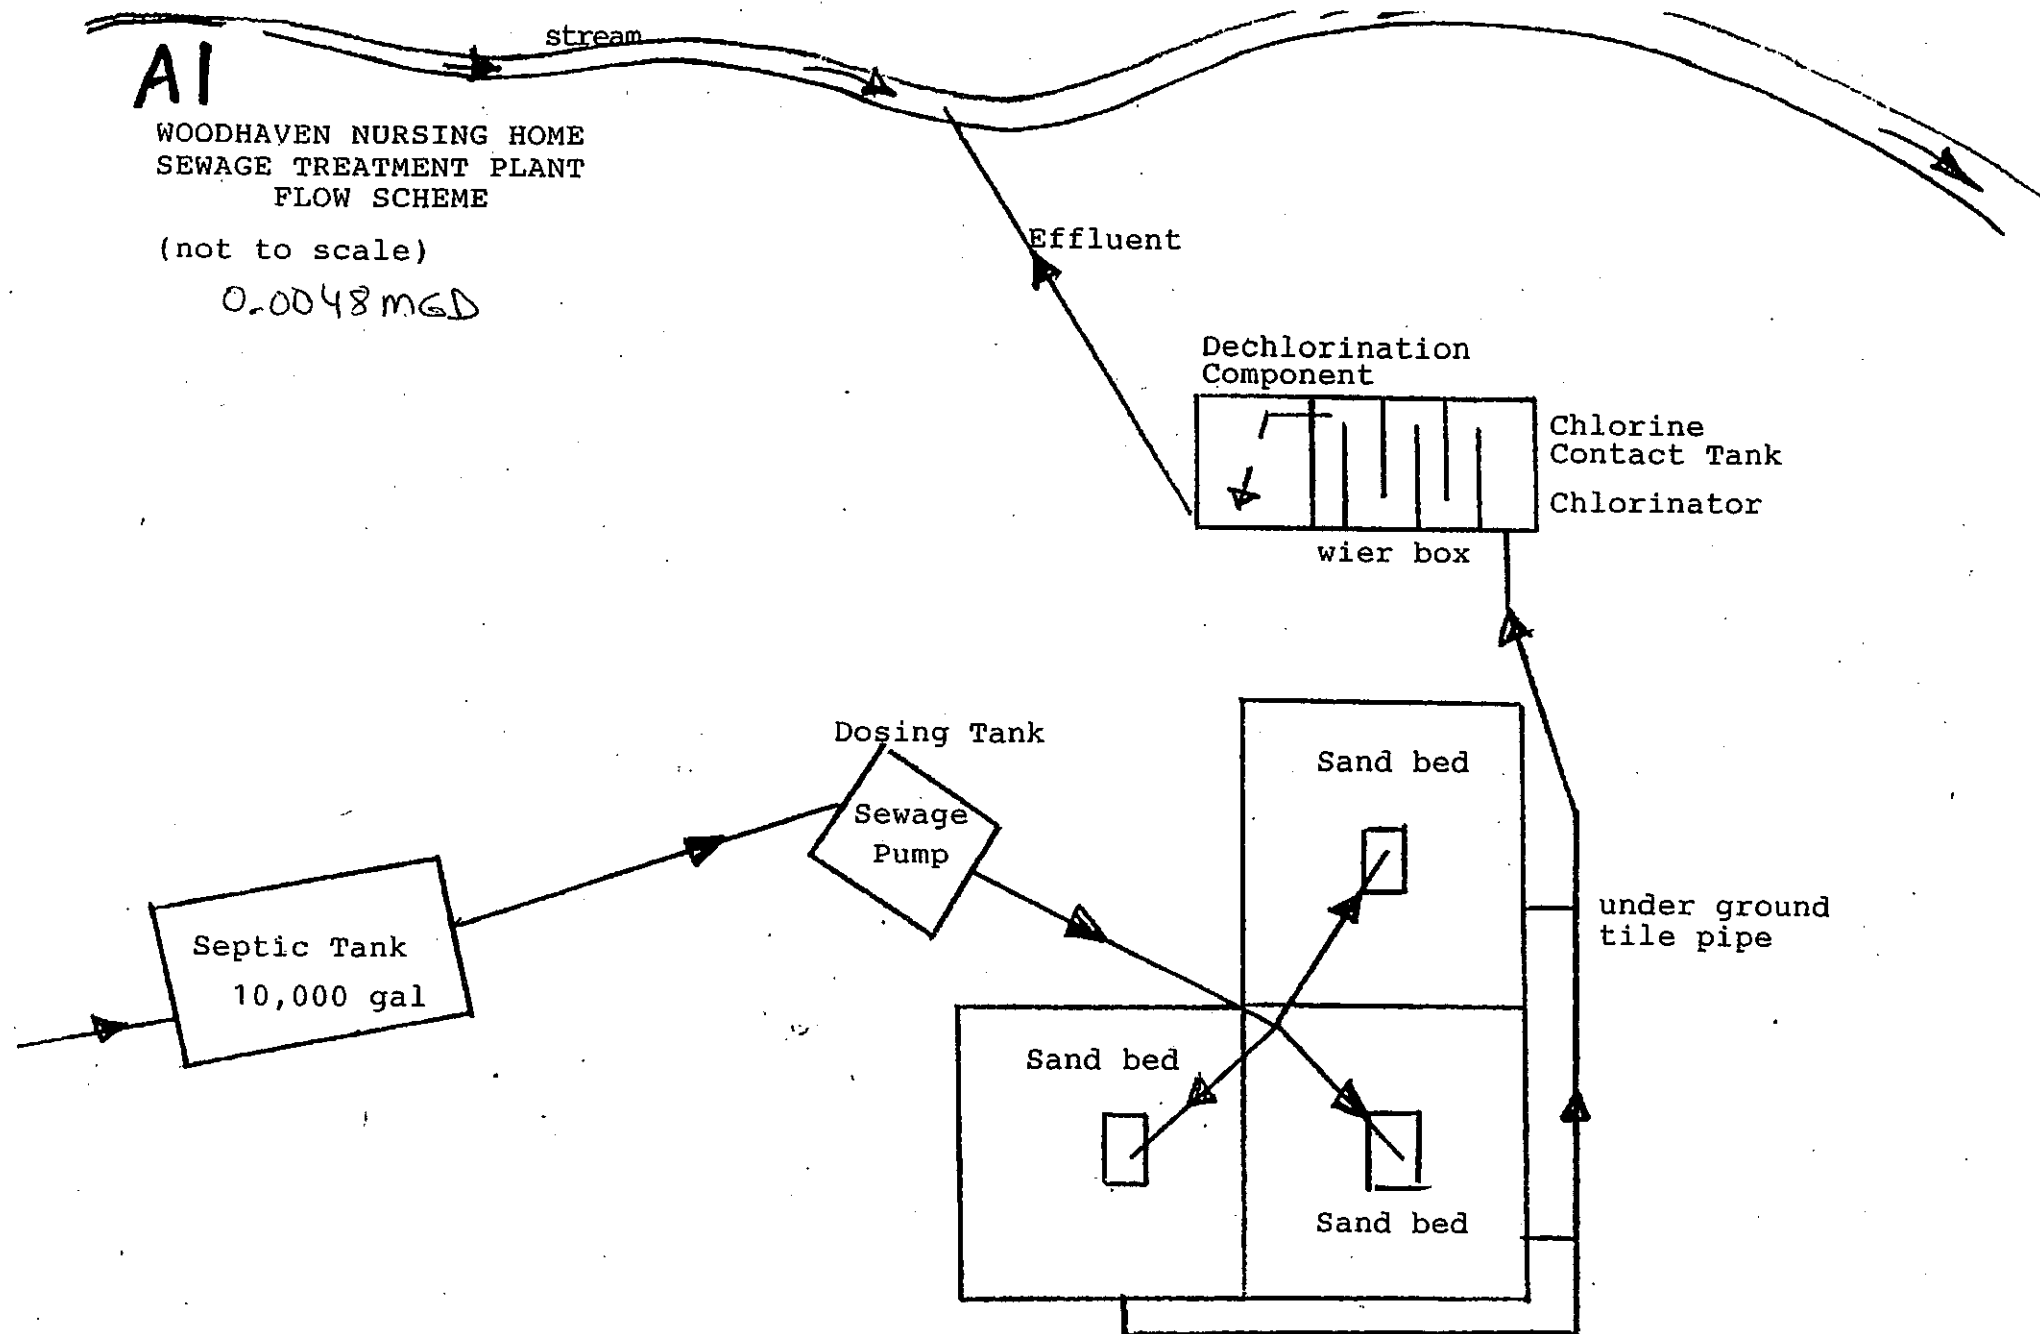 stream
A1
WOODHAVEN NURSING HOME
SEWAGE TREATMENT PLANT
FLOW SCHEME
(not to scale)
0.0048 MGD
Effluent
Dechlorination
Component
Chlorine
Contact Tank
Chlorinator
wier box
Dosing Tank
Sewage
Pump
Sand bed
under ground
tile pipe
Septic Tank
10,000 gal
Sand bed
Sand bed